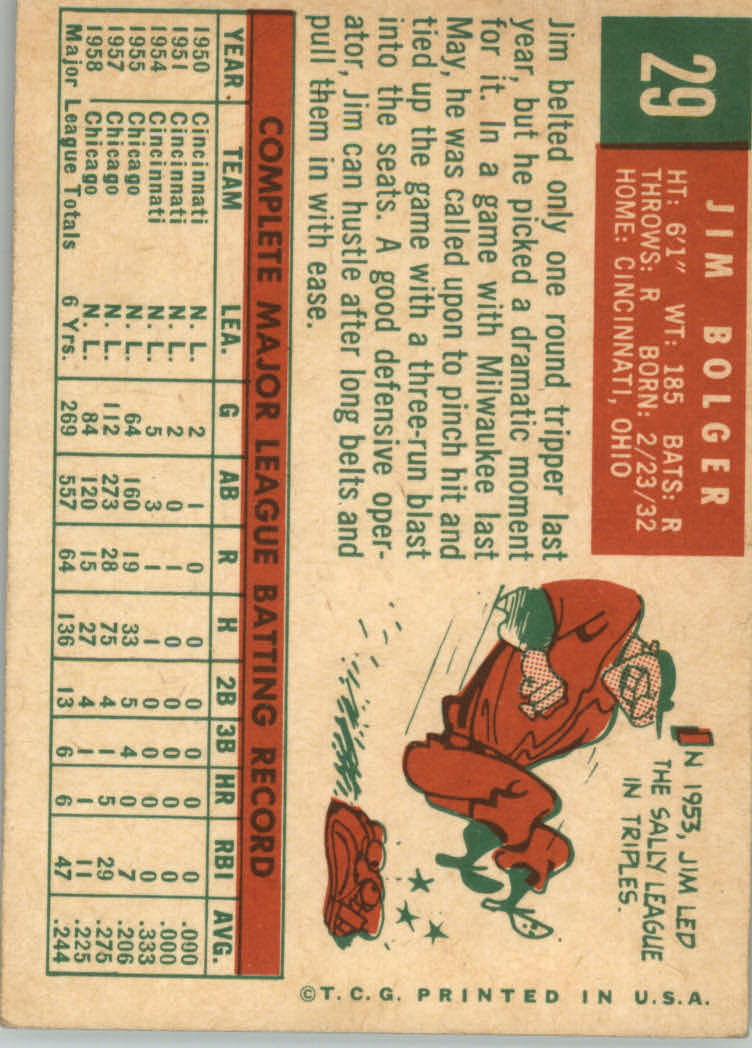 29
JIM BOLGER
HT: 6'1" WT: 185 BATS: R
THROWS: R BORN: 2/23/32
HOME: CINCINNATI, OHIO
Jim belted only one round tripper last
year, but he picked a dramatic moment
for it. In a game with Milwaukee last
May, he was called upon to pinch hit and
tied up the game with a three-run blast
into the seats. A good defensive oper-
ator, Jim can hustle after long belts and
pull them in with ease.
IN 1953, JIM LED
THE SALLY LEAGUE
IN TRIPLES.
COMPLETE MAJOR LEAGUE BATTING RECORD
YEAR TEAM LEA. G AB R H 2B 3B HR RBI AVG.
1950 Cincinnati N. L. 2 1 0 0 0 0 0 0 .000
1951 Cincinnati N. L. 2 0 1 0 0 0 0 0 .000
1954 Cincinnati N. L. 5 3 1 1 0 0 0 0 .333
1955 Chicago N. L. 64 160 19 33 5 4 0 7 .206
1957 Chicago N. L. 112 273 28 75 4 1 5 29 .275
1958 Chicago N. L. 84 120 15 27 4 1 1 11 .225
Major League Totals 6 Yrs. 269 557 64 136 13 6 6 47 .244
©T.C.G. PRINTED IN U.S.A.